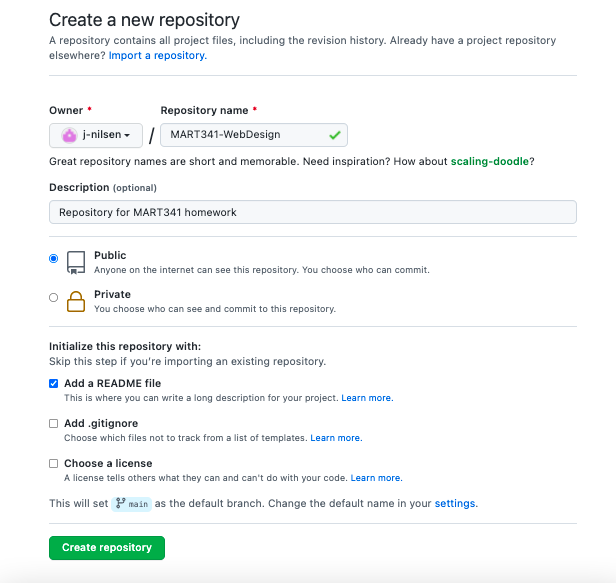 Create a new repository
A repository contains all project files, including the revision history. Already have a project repository
elsewhere? Import a repository.
Owner * Repository name *
j-nilsen / MART341-WebDesign
Great repository names are short and memorable. Need inspiration? How about scaling-doodle?
Description (optional)
Repository for MART341 homework
Public
Anyone on the internet can see this repository. You choose who can commit.
Private
You choose who can see and commit to this repository.
Initialize this repository with:
Skip this step if you're importing an existing repository.
Add a README file
This is where you can write a long description for your project. Learn more.
Add .gitignore
Choose which files not to track from a list of templates. Learn more.
Choose a license
A license tells others what they can and can't do with your code. Learn more.
This will set main as the default branch. Change the default name in your settings.
Create repository